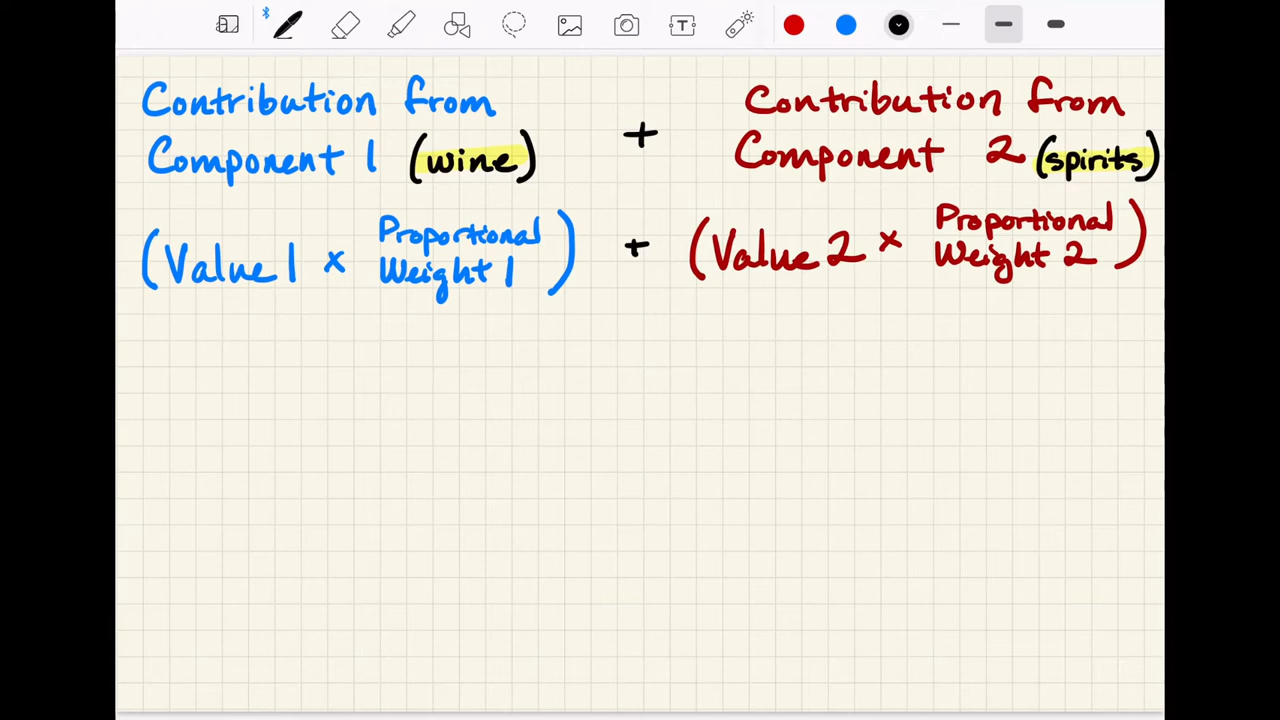 Contribution from + Contribution from
Component 1 (wine) Component 2 (spirits)
(Value 1 x Proportional Weight 1) + (Value 2 x Proportional Weight 2)